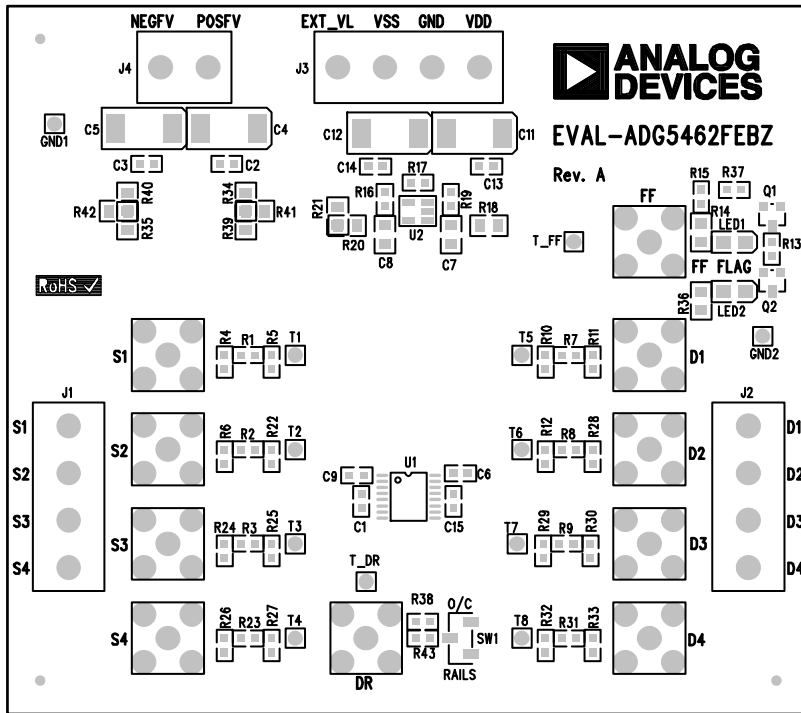 NEGFV POSFV EXT_VL VSS GND VDD
J4 J3
ANALOG
DEVICES
GND1 C5 C4 C12 C11
EVAL-ADG5462FEBZ
C3 C2 C14 R17 C13
Rev. A
R15 R37
R42 R40 R35 R34 R39 R41
R21 R20 R16 U2 R19 R18
C8 C7
FF
T_FF
R14 LED1 Q1 R13
FF FLAG
R36 LED2 Q2
RoHS ✓
GND2
S1 R4 R1 R5 T1
T5 R10 R7 R11 D1
J1 J2
S1 D1
S2 R6 R2 R22 T2
T6 R12 R8 R28 D2
S2 D2
U1
C9 C6
C1 C15
S3 D3
S3 R24 R3 R25 T3
T7 R29 R9 R30 D3
S4 D4
T_DR
S4 R26 R23 R27 T4
R38 O/C
R43 SW1
DR RAILS
T8 R32 R31 R33 D4